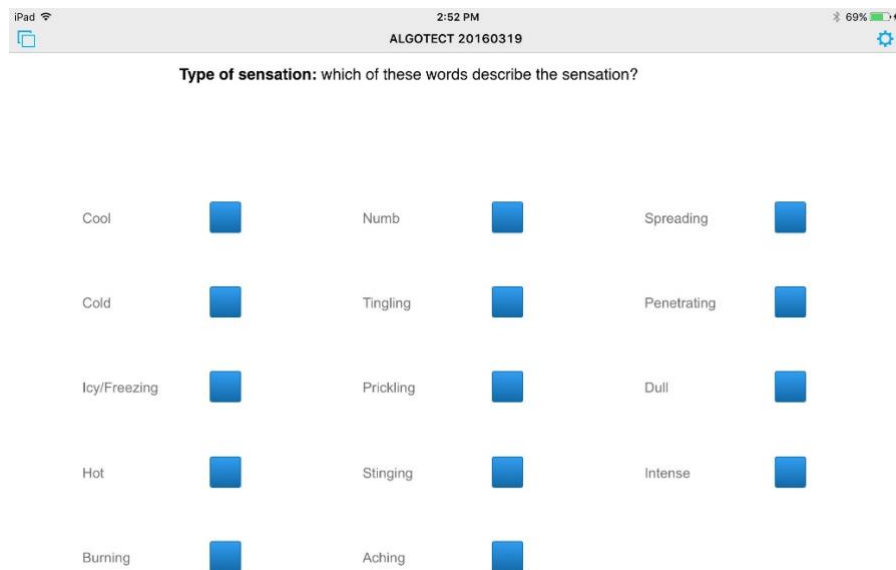 iPad 2:52 PM 69%
ALGOTECT 20160319
Type of sensation: which of these words describe the sensation?
Cool Numb Spreading
Cold Tingling Penetrating
Icy/Freezing Prickling Dull
Hot Stinging Intense
Burning Aching